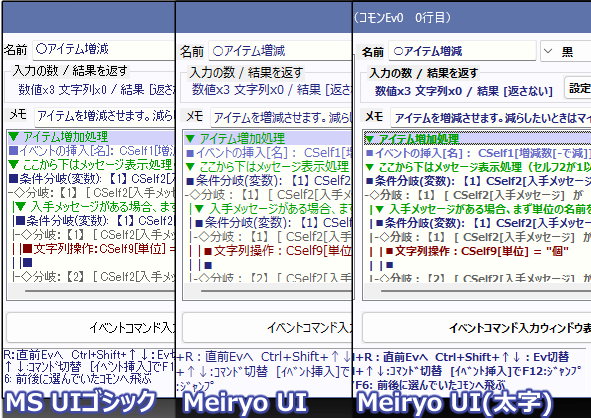 (コモンEv0 0行目)
名前 ○アイテム増減
入力の数 / 結果を返す
数値x3 文字列x0 / 結果 [返さ
メモ アイテムを増減させます。減らし
▼ アイテム増加処理
■イベントの挿入[名]: CSelf1[増
▼ ここから下はメッセージ表示処理
■条件分岐(変数): 【1】CSelf2
-◇分岐: 【1】 [ CSelf2[入手メッ
|▼ 入手メッセージがある場合、まず
|■条件分岐(変数): 【1】CSelf
|-◇分岐: 【1】 [ CSelf2[入
| |■文字列操作:CSelf9[単位] =
| |■
|-◇分岐: 【2】 [ CSelf2[入手
イベントコマンド入
R:直前Evへ Ctrl+Shift+↑↓:Ev切
↑↓:ｺﾏﾝﾄﾞ切替 [イベント挿入]で
6: 前後に選んでいたｺﾓﾝへ飛ぶ
MS UIゴシック
名前 ○アイテム増減
入力の数 / 結果を返す
数値x3 文字列x0 / 結果 [返さ
メモ アイテムを増減させます。減ら
▼ アイテム増加処理
■イベントの挿入[名]: CSelf1[増
▼ ここから下はメッセージ表示処理
■条件分岐(変数): 【1】CSelf2
-◇分岐: 【1】 [ CSelf2[入手メッ
|▼ 入手メッセージがある場合、ま
|■条件分岐(変数): 【1】CSelf2
|-◇分岐: 【1】 [ CSelf2[入手
| |■文字列操作:CSelf9[単位
| |■
|-◇分岐: 【2】 [ CSelf2[入手
イベントコマンド入
+R:直前Evへ Ctrl+Shift+↑
↑↓:ｺﾏﾝﾄﾞ切替 [イベント挿入]
:ｼﾞｬﾝﾌﾟ
Meiryo UI
名前 ○アイテム増減 黒
入力の数 / 結果を返す
数値x3 文字列x0 / 結果 [返さない] 設定
メモ アイテムを増減させます。減らしたいときはマイ
▼ アイテム増加処理
■イベントの挿入[名]: CSelf1[増減数[-で減]]
▼ ここから下はメッセージ表示処理(セルフ2が1以
■条件分岐(変数): 【1】CSelf2[入手メッセージ
-◇分岐: 【1】 [ CSelf2[入手メッセージ] が
|▼ 入手メッセージがある場合、まず単位の名前を
|■条件分岐(変数): 【1】CSelf2[入手メッセー
|-◇分岐: 【1】 [ CSelf2[入手メッセージ] か
| |■文字列操作:CSelf9[単位] = "個"
| |■
|-◇分岐: 【2】 [ CSelf2[入手メッセージ] が
イベントコマンド入力ウィンドウ表
+R:直前Evへ Ctrl+Shift+↑↓:Ev切替
↑↓:ｺﾏﾝﾄﾞ切替 [イベント挿入]でF12:ジャンプ
F6: 前後に選んでいたｺﾓﾝへ飛ぶ
Meiryo UI(太字)